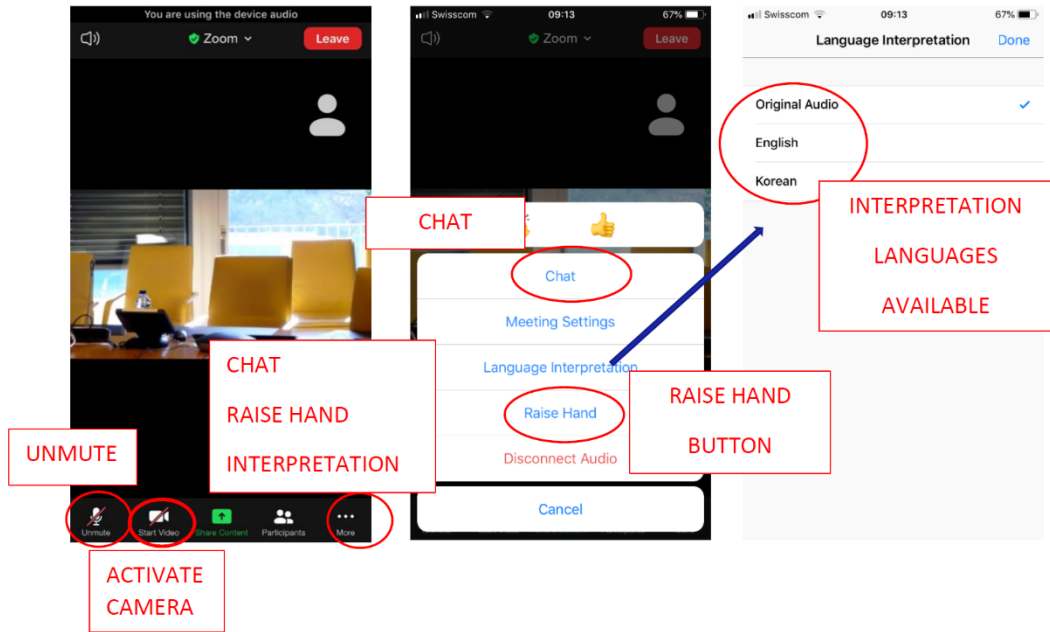 You are using the device audio
Zoom
Leave
UNMUTE
CHAT
RAISE HAND
INTERPRETATION
Unmute
Start Video
Share Content
Participants
More
ACTIVATE
CAMERA
Swisscom
09:13
67%
Zoom
Leave
CHAT
Chat
Meeting Settings
Language Interpretation
Raise Hand
Disconnect Audio
Cancel
RAISE HAND
BUTTON
Swisscom
09:13
67%
Language Interpretation
Done
Original Audio
English
Korean
INTERPRETATION
LANGUAGES
AVAILABLE